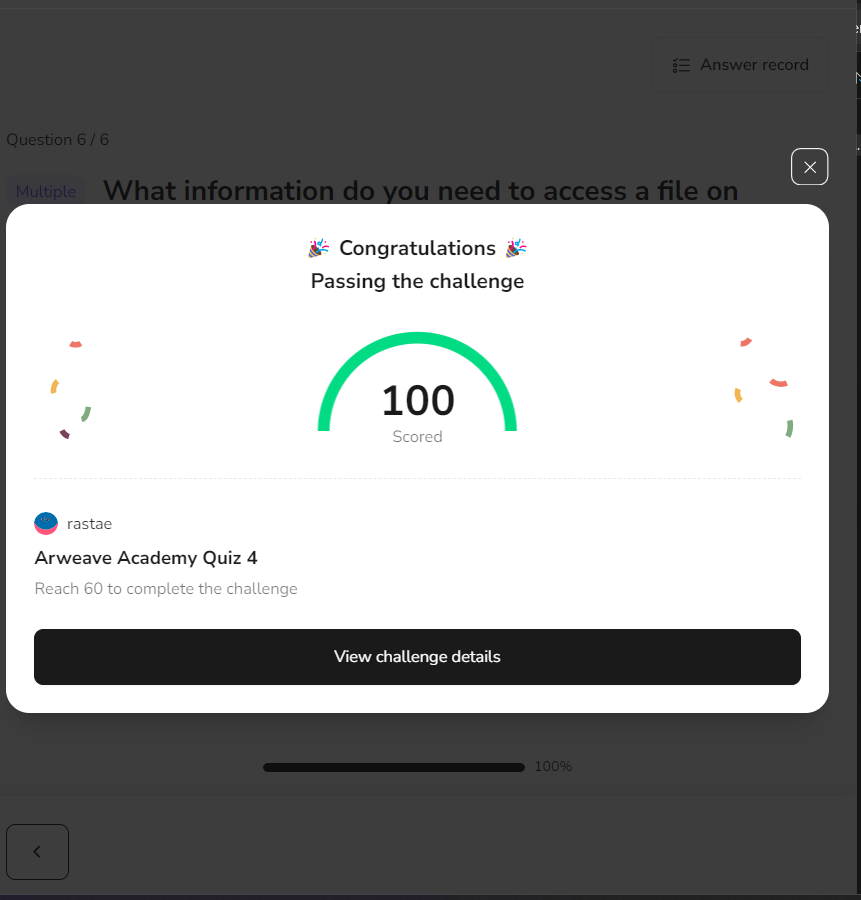 Answer record
Question 6 / 6
Multiple What information do you need to access a file on
Congratulations
Passing the challenge
100
Scored
rastae
Arweave Academy Quiz 4
Reach 60 to complete the challenge
View challenge details
100%